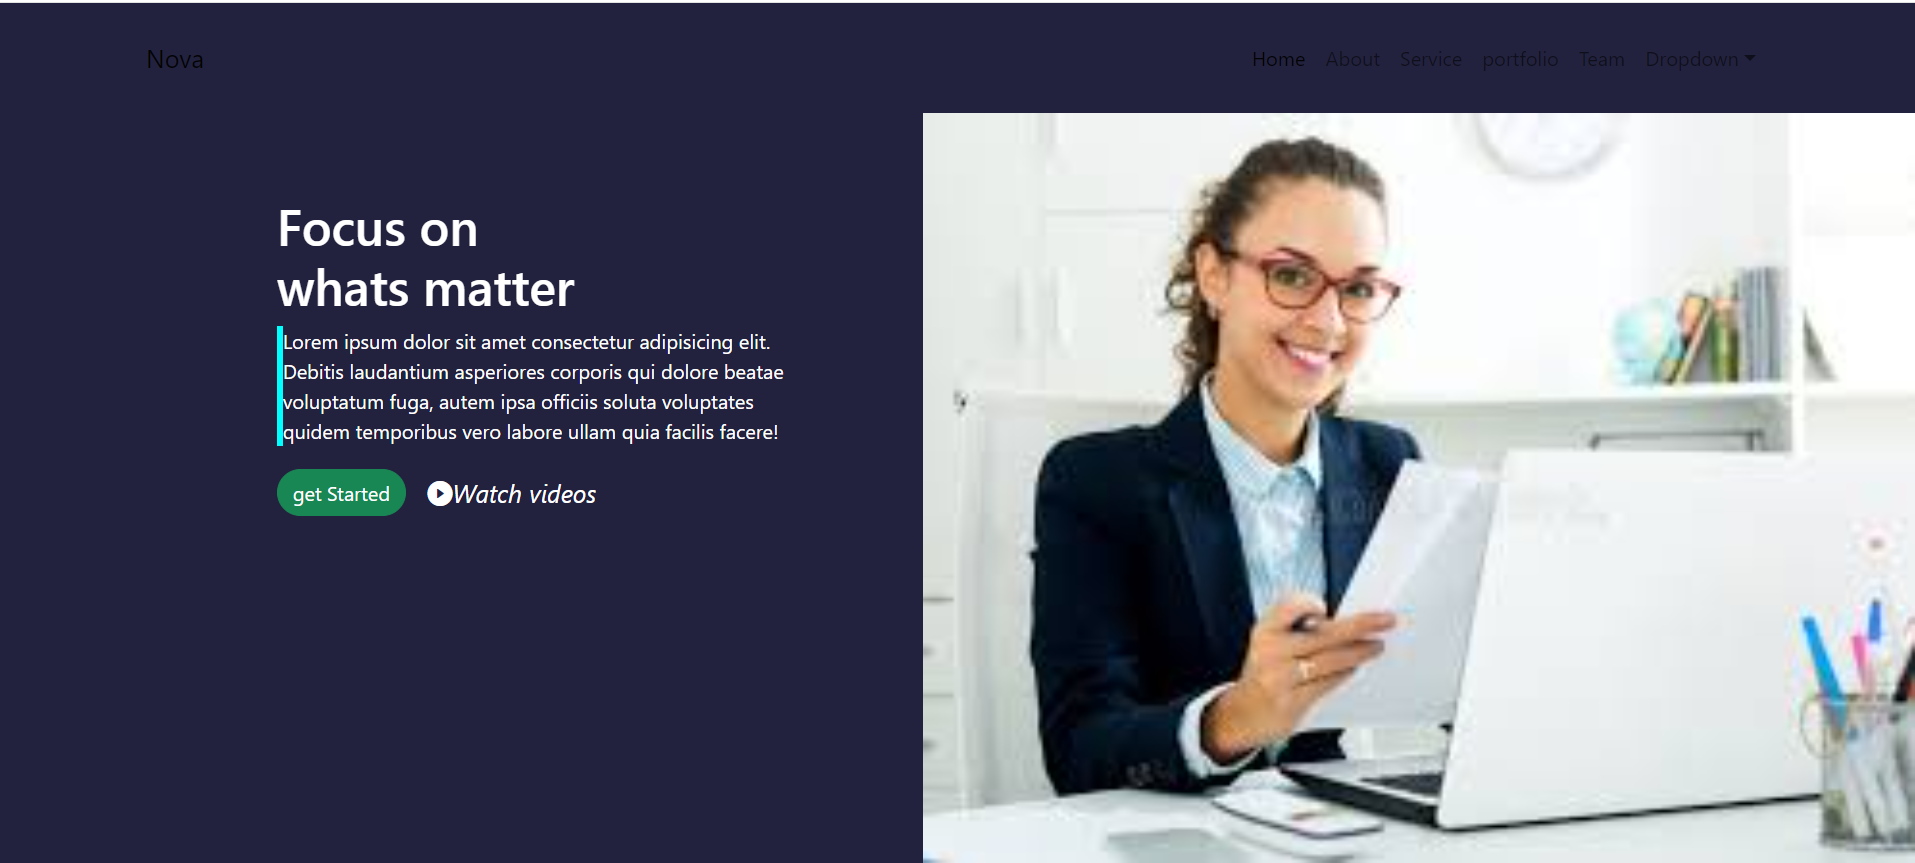 Nova
Home About Service portfolio Team Dropdown
Focus on
whats matter
Lorem ipsum dolor sit amet consectetur adipisicing elit.
Debitis laudantium asperiores corporis qui dolore beatae
voluptatum fuga, autem ipsa officiis soluta voluptates
quidem temporibus vero labore ullam quia facilis facere!
get Started Watch videos